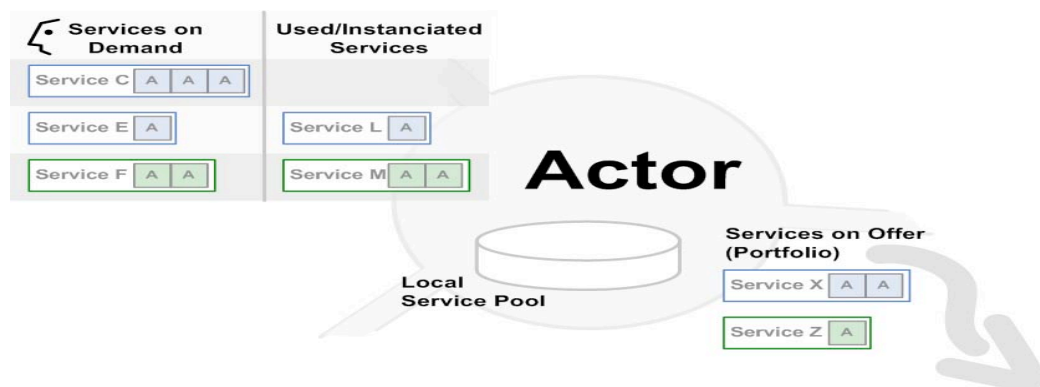 Services on
Demand
Used/Instanciated
Services
Service C A A A
Service E A
Service L A
Service F A A
Service M A A
Actor
Services on Offer
(Portfolio)
Local
Service Pool
Service X A A
Service Z A